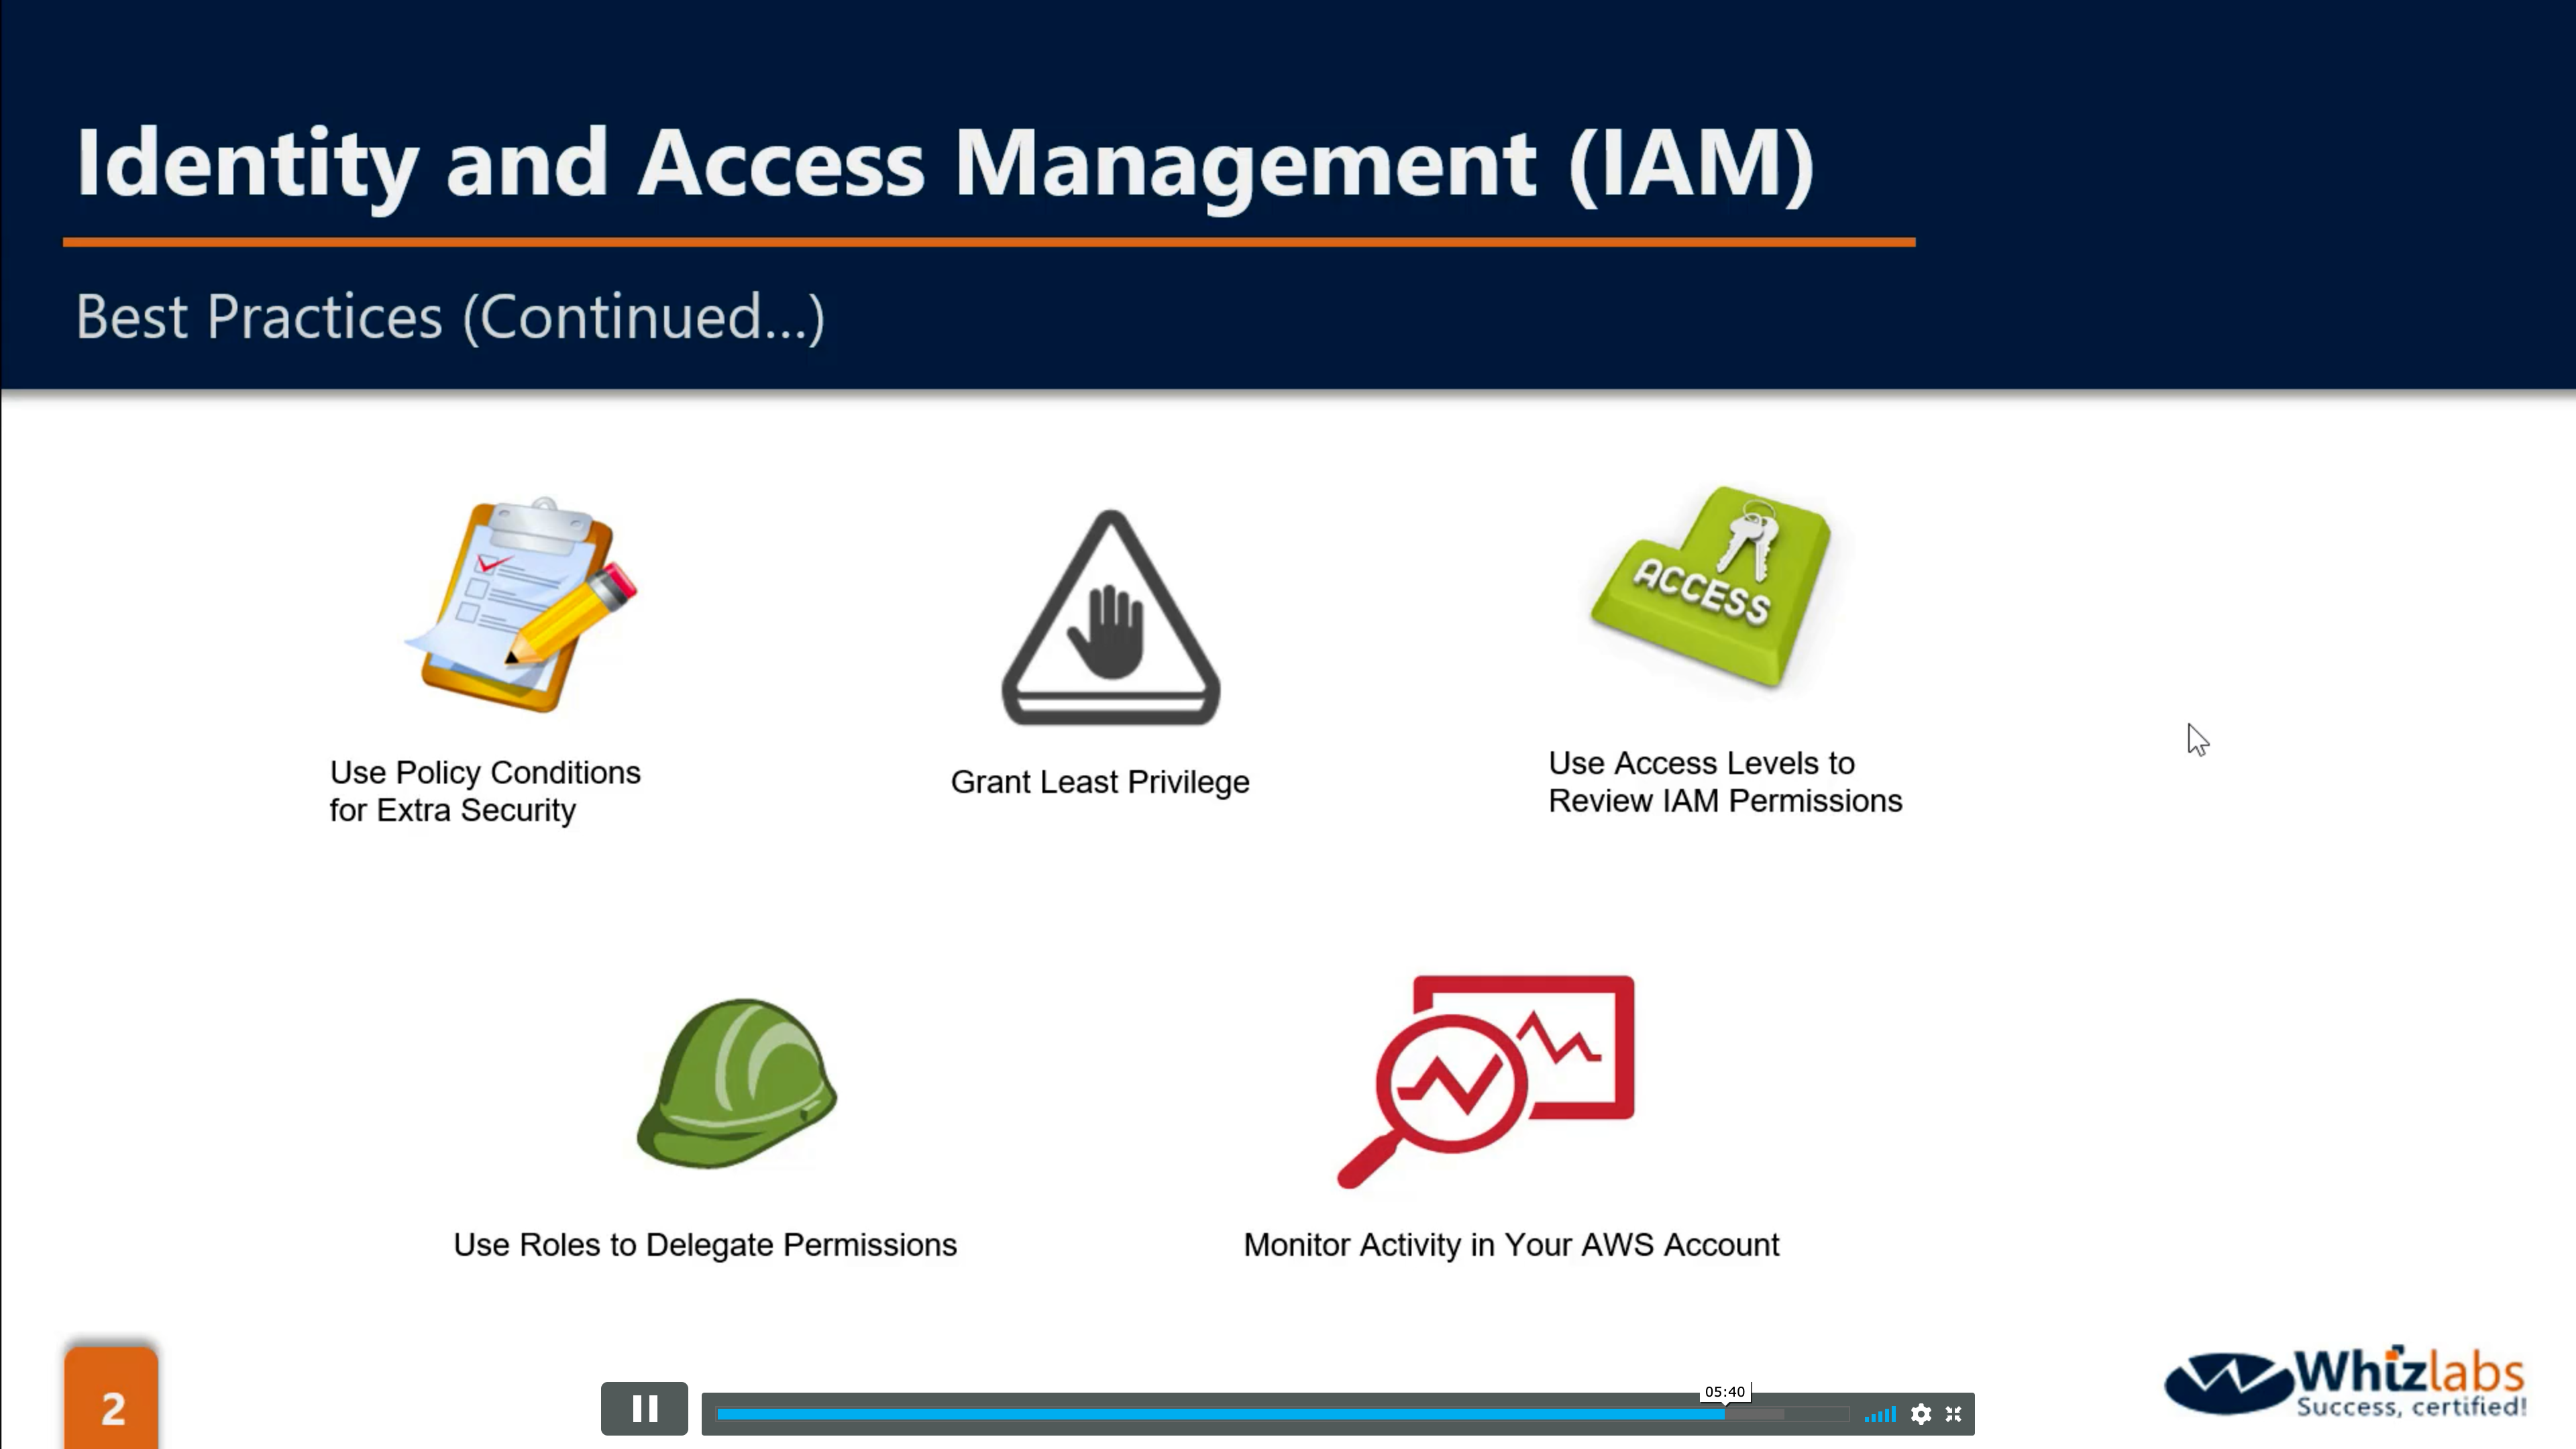 Identity and Access Management (IAM)
Best Practices (Continued...)
ACCESS
Use Policy Conditions
for Extra Security
Grant Least Privilege
Use Access Levels to
Review IAM Permissions
Use Roles to Delegate Permissions
Monitor Activity in Your AWS Account
2
05:40
Whizlabs
Success, certified!